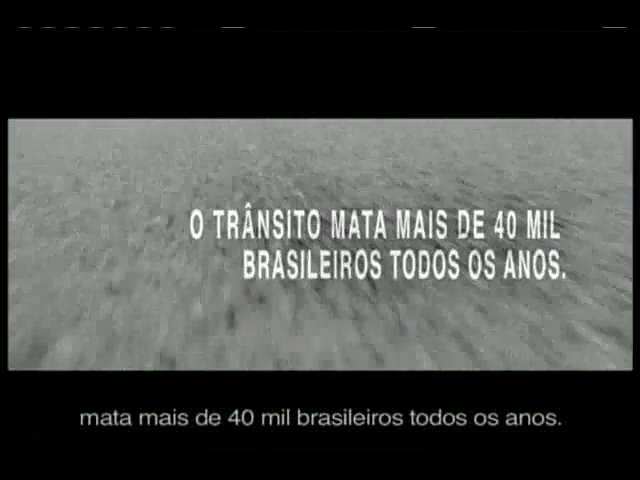 O TRÂNSITO MATA MAIS DE 40 MIL
BRASILEIROS TODOS OS ANOS.
mata mais de 40 mil brasileiros todos os anos.